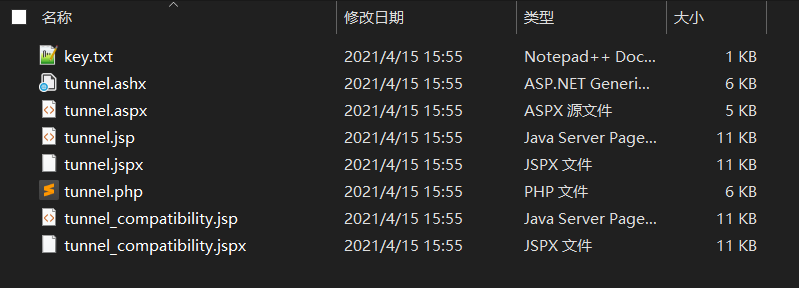 名称 修改日期 类型 大小
key.txt 2021/4/15 15:55 Notepad++ Doc... 1 KB
tunnel.ashx 2021/4/15 15:55 ASP.NET Generi... 6 KB
tunnel.aspx 2021/4/15 15:55 ASPX 源文件 5 KB
tunnel.jsp 2021/4/15 15:55 Java Server Page... 11 KB
tunnel.jspx 2021/4/15 15:55 JSPX 文件 11 KB
tunnel.php 2021/4/15 15:55 PHP 文件 6 KB
tunnel_compatibility.jsp 2021/4/15 15:55 Java Server Page... 11 KB
tunnel_compatibility.jspx 2021/4/15 15:55 JSPX 文件 11 KB